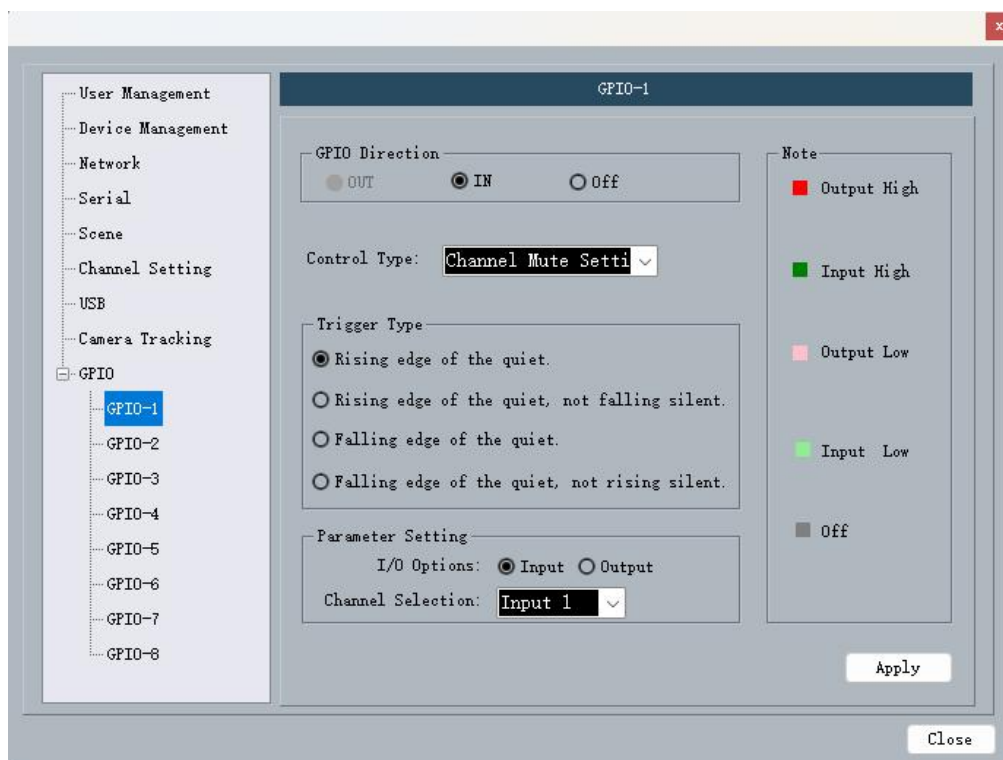 x
User Management
Device Management
Network
Serial
Scene
Channel Setting
USB
Camera Tracking
GPIO
GPIO-1
GPIO-2
GPIO-3
GPIO-4
GPIO-5
GPIO-6
GPIO-7
GPIO-8
GPIO-1
GPIO Direction
OUT IN Off
Control Type: Channel Mute Setti
Trigger Type
Rising edge of the quiet.
Rising edge of the quiet, not falling silent.
Falling edge of the quiet.
Falling edge of the quiet, not rising silent.
Parameter Setting
I/O Options: Input Output
Channel Selection: Input 1
Note
Output High
Input High
Output Low
Input Low
Off
Apply
Close